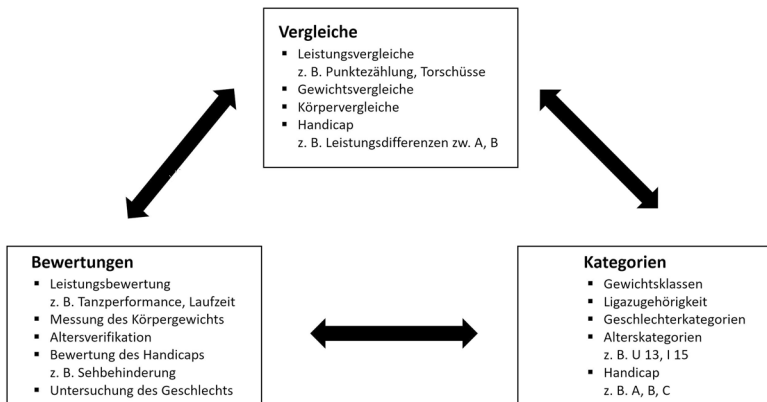 Vergleiche
▪ Leistungsvergleiche
z. B. Punktezählung, Torschüsse
▪ Gewichtsvergleiche
▪ Körpervergleiche
▪ Handicap
z. B. Leistungsdifferenzen zw. A, B
Bewertungen
▪ Leistungsbewertung
z. B. Tanzperformance, Laufzeit
▪ Messung des Körpergewichts
▪ Altersverifikation
▪ Bewertung des Handicaps
z. B. Sehbehinderung
▪ Untersuchung des Geschlechts
Kategorien
▪ Gewichtsklassen
▪ Ligazugehörigkeit
▪ Geschlechterkategorien
▪ Alterskategorien
z. B. U 13, I 15
▪ Handicap
z. B. A, B, C